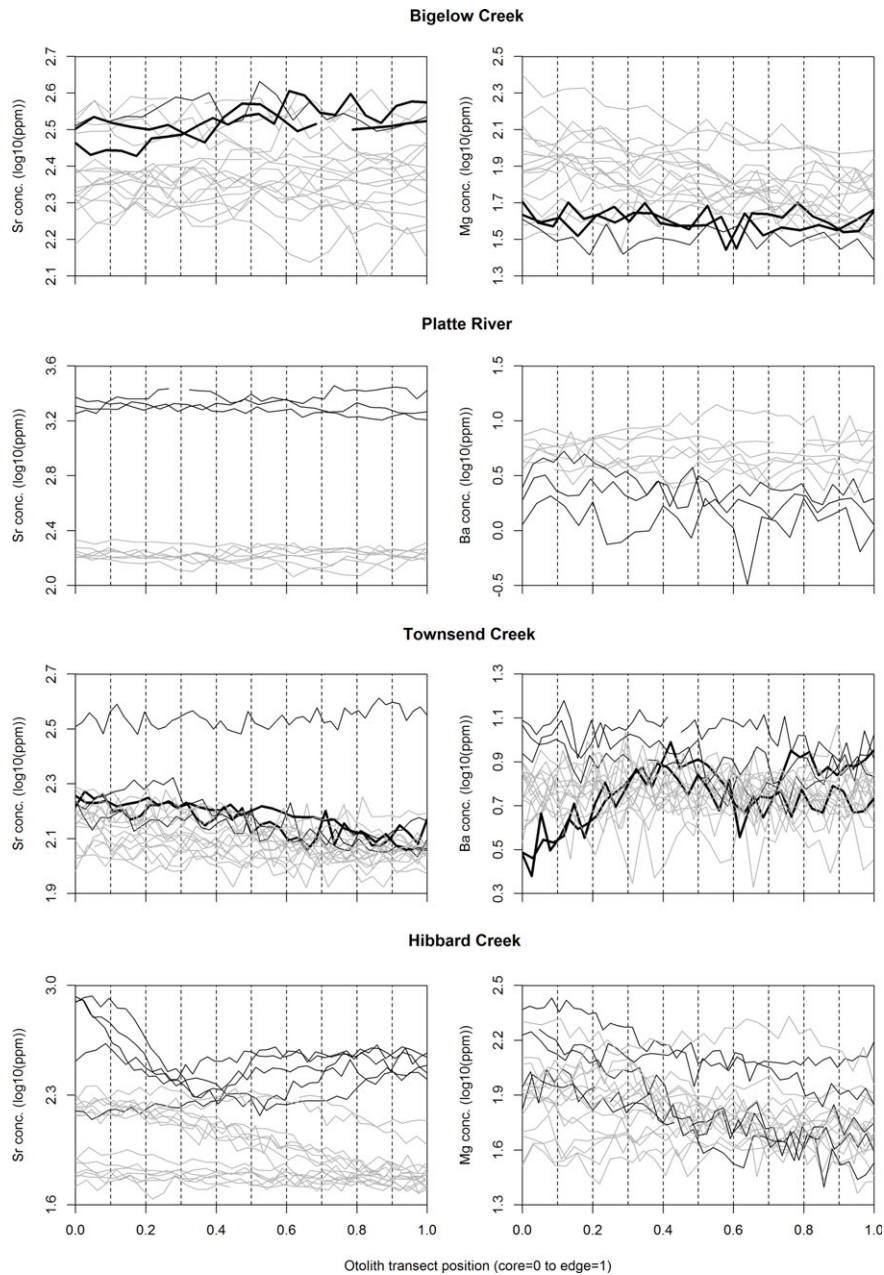 Bigelow Creek
Sr conc. (log10(ppm))
2.7
2.6
2.5
2.4
2.3
2.2
2.1
Mg conc. (log10(ppm))
2.5
2.3
2.1
1.9
1.7
1.5
1.3
Platte River
Sr conc. (log10(ppm))
3.6
3.2
2.8
2.4
2.0
Ba conc. (log10(ppm))
1.5
1.0
0.5
0.0
-0.5
Townsend Creek
Sr conc. (log10(ppm))
2.7
2.5
2.3
2.1
1.9
Ba conc. (log10(ppm))
1.3
1.1
0.9
0.7
0.5
0.3
Hibbard Creek
Sr conc. (log10(ppm))
3.0
2.3
1.6
0.0 0.2 0.4 0.6 0.8 1.0
Mg conc. (log10(ppm))
2.5
2.2
1.9
1.6
1.3
0.0 0.2 0.4 0.6 0.8 1.0
Otolith transect position (core=0 to edge=1)